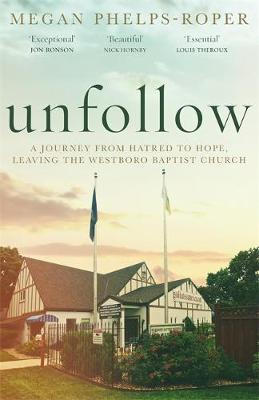 MEGAN PHELPS-ROPER
'Exceptional' 'Beautiful' 'Essential'
JON RONSON NICK HORNBY LOUIS THEROUX
unfollow
A JOURNEY FROM HATRED TO HOPE,
LEAVING THE WESTBORO BAPTIST CHURCH